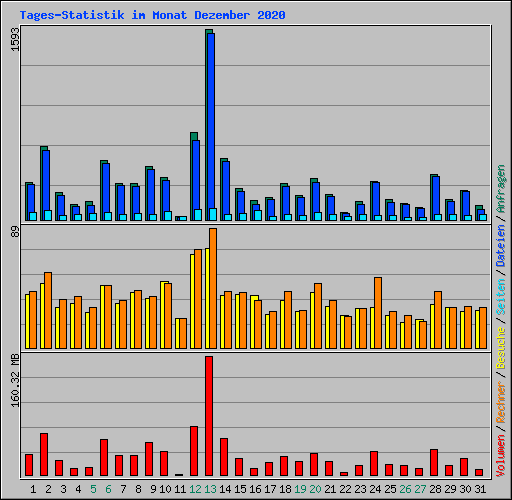 Tages-Statistik im Monat Dezember 2020
1593
89
160.32 MB
Volumen / Rechner / Besuche / Seiten / Dateien / Anfragen
1 2 3 4 5 6 7 8 9 10 11 12 13 14 15 16 17 18 19 20 21 22 23 24 25 26 27 28 29 30 31